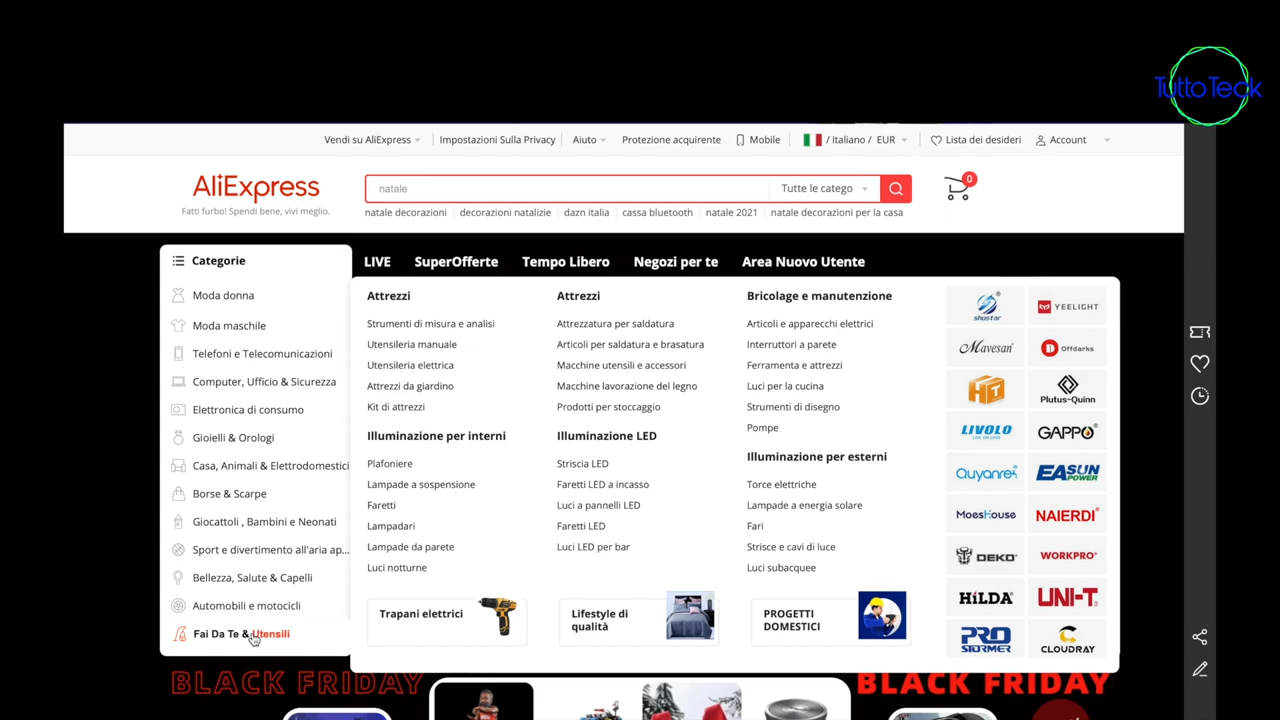 TuttoTeck
Vendi su AliExpress
Impostazioni Sulla Privacy
Aiuto
Protezione acquirente
Mobile
/ Italiano / EUR
Lista dei desideri
Account
AliExpress
Fatti furbo! Spendi bene, vivi meglio.
natale
Tutte le catego
0
natale decorazioni
decorazioni natalizie
dazn italia
cassa bluetooth
natale 2021
natale decorazioni per la casa
Categorie
LIVE
SuperOfferte
Tempo Libero
Negozi per te
Area Nuovo Utente
Moda donna
Moda maschile
Telefoni e Telecomunicazioni
Computer, Ufficio & Sicurezza
Elettronica di consumo
Gioielli & Orologi
Casa, Animali & Elettrodomestici
Borse & Scarpe
Giocattoli , Bambini e Neonati
Sport e divertimento all'aria ap...
Bellezza, Salute & Capelli
Automobili e motocicli
Fai Da Te & Utensili
Attrezzi
Strumenti di misura e analisi
Utensileria manuale
Utensileria elettrica
Attrezzi da giardino
Kit di attrezzi
Illuminazione per interni
Plafoniere
Lampade a sospensione
Faretti
Lampadari
Lampade da parete
Luci notturne
Attrezzi
Attrezzatura per saldatura
Articoli per saldatura e brasatura
Macchine utensili e accessori
Macchine lavorazione del legno
Prodotti per stoccaggio
Illuminazione LED
Striscia LED
Faretti LED a incasso
Luci a pannelli LED
Faretti LED
Luci LED per bar
Bricolage e manutenzione
Articoli e apparecchi elettrici
Interruttori a parete
Ferramenta e attrezzi
Luci per la cucina
Strumenti di disegno
Pompe
Illuminazione per esterni
Torce elettriche
Lampade a energia solare
Fari
Strisce e cavi di luce
Luci subacquee
Trapani elettrici
Lifestyle di
qualità
PROGETTI
DOMESTICI
shustar
YEELIGHT
Mavesan
Offdarks
HT
Plutus-Quinn
LIVOLO
GAPPO
Quyanre
EASUN
POWER
MoesHouse
NAIERDI
DEKO
WORKPRO
HILDA
UNI-T
PRO
STORMER
CLOUDRAY
BLACK FRIDAY
BLACK FRIDAY